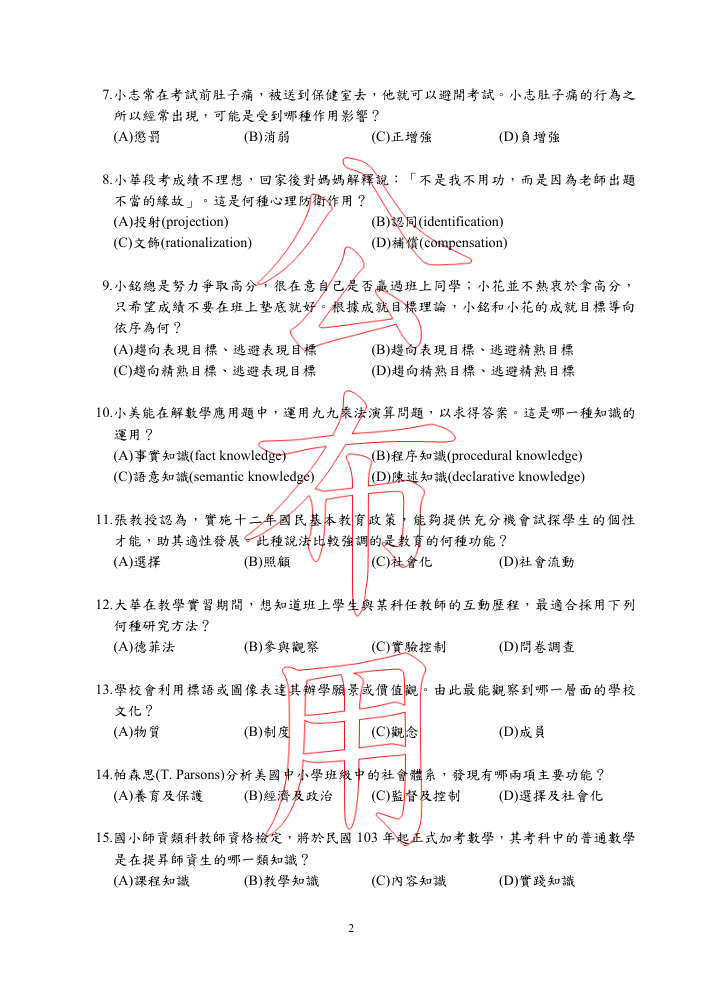 7.小志常在考試前肚子痛，被送到保健室去，他就可以避開考試。小志肚子痛的行為之
所以經常出現，可能是受到哪種作用影響？
(A)懲罰 (B)消弱 (C)正增強 (D)負增強
8.小華段考成績不理想，回家後對媽媽解釋說：「不是我不用功，而是因為老師出題
不當的緣故」。這是何種心理防衛作用？
(A)投射(projection) (B)認同(identification)
(C)文飾(rationalization) (D)補償(compensation)
9.小銘總是努力爭取高分，很在意自己是否贏過班上同學；小花並不熱衷於拿高分，
只希望成績不要在班上墊底就好。根據成就目標理論，小銘和小花的成就目標導向
依序為何？
(A)趨向表現目標、逃避表現目標 (B)趨向表現目標、逃避精熟目標
(C)趨向精熟目標、逃避表現目標 (D)趨向精熟目標、逃避精熟目標
10.小美能在解數學應用題中，運用九九乘法演算問題，以求得答案。這是哪一種知識的
運用？
(A)事實知識(fact knowledge) (B)程序知識(procedural knowledge)
(C)語意知識(semantic knowledge) (D)陳述知識(declarative knowledge)
11.張教授認為，實施十二年國民基本教育政策，能夠提供充分機會試探學生的個性
才能，助其適性發展。此種說法比較強調的是教育的何種功能？
(A)選擇 (B)照顧 (C)社會化 (D)社會流動
12.大華在教學實習期間，想知道班上學生與某科任教師的互動歷程，最適合採用下列
何種研究方法？
(A)德菲法 (B)參與觀察 (C)實驗控制 (D)問卷調查
13.學校會利用標語或圖像表達其辦學願景或價值觀。由此最能觀察到哪一層面的學校
文化？
(A)物質 (B)制度 (C)觀念 (D)成員
14.帕森思(T. Parsons)分析美國中小學班級中的社會體系，發現有哪兩項主要功能？
(A)養育及保護 (B)經濟及政治 (C)監督及控制 (D)選擇及社會化
15.國小師資類科教師資格檢定，將於民國 103 年起正式加考數學，其考科中的普通數學
是在提昇師資生的哪一類知識？
(A)課程知識 (B)教學知識 (C)內容知識 (D)實踐知識
2
公布用